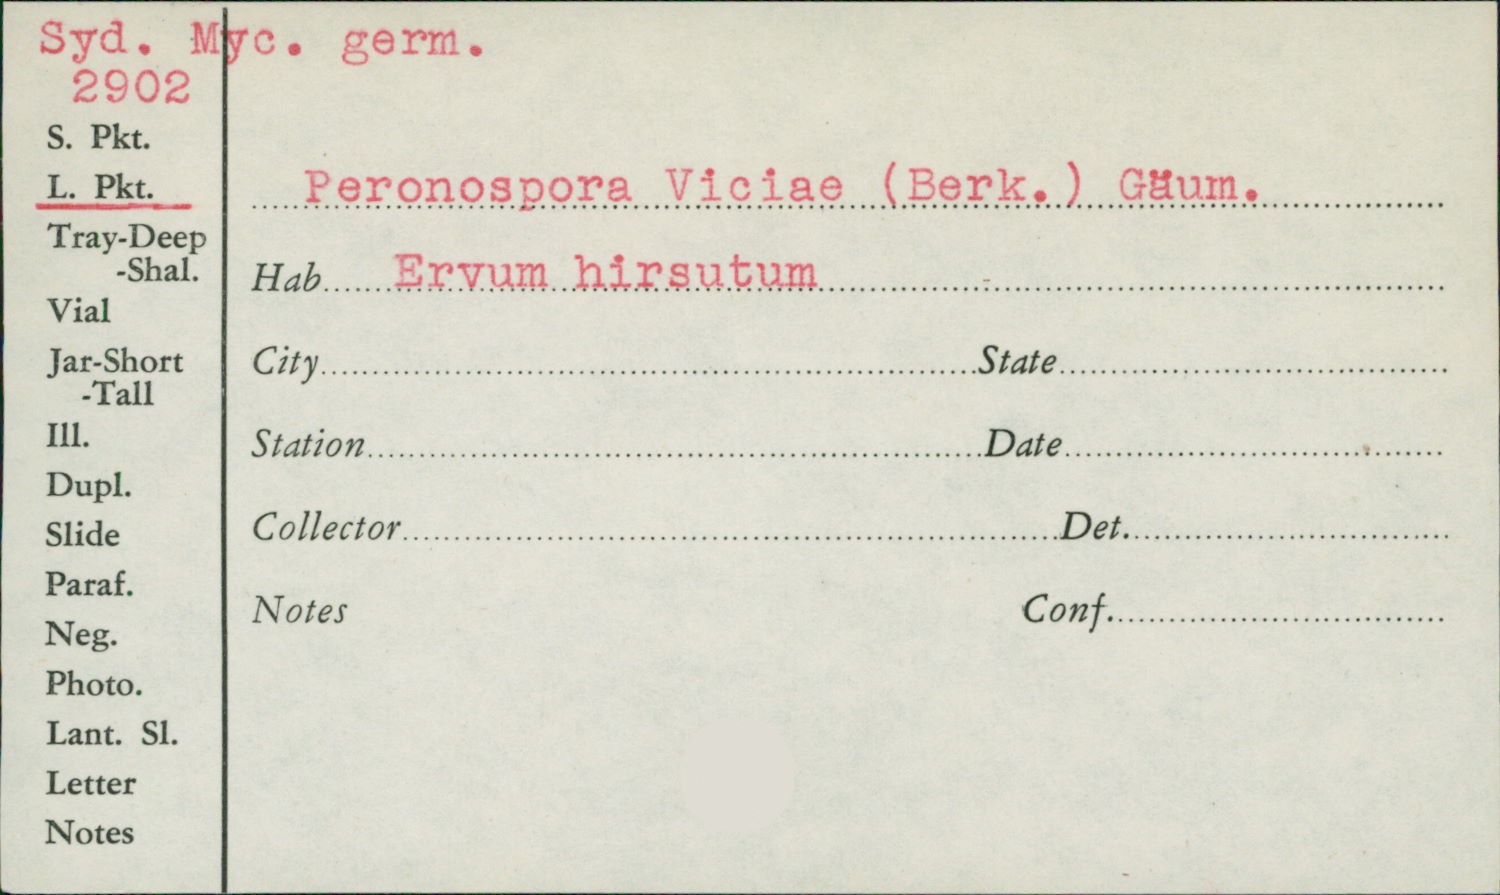 Syd. Myc. germ.
2902
S. Pkt.
L. Pkt.
Tray-Deep
-Shal.
Vial
Jar-Short
-Tall
Ill.
Dupl.
Slide
Paraf.
Neg.
Photo.
Lant. Sl.
Letter
Notes
Peronospora Viciae (Berk.) Gäum.
Hab Ervum hirsutum
City State
Station Date
Collector Det.
Notes Conf.